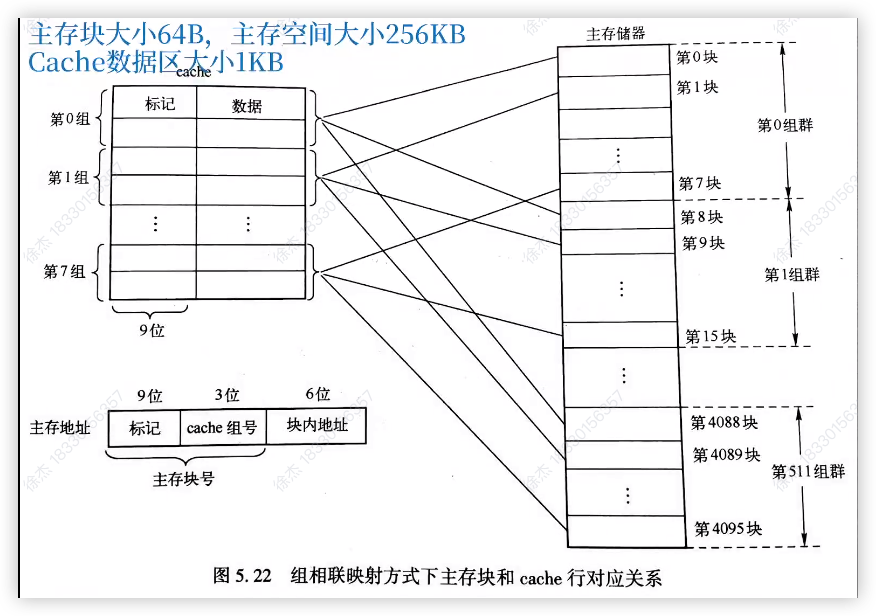 主存块大小64B，主存空间大小256KB
Cache数据区大小1KB
cache
主存储器
标记 数据
第0组
第1组
⋮ ⋮
第7组
9位
第0块
第1块
⋮
第7块
第0组群
第8块
第9块
⋮
第15块
第1组群
⋮
第4088块
第4089块
⋮
第4095块
第511组群
9位 3位 6位
主存地址 标记 cache 组号 块内地址
主存块号
图 5.22 组相联映射方式下主存块和 cache 行对应关系
徐杰 18330156357